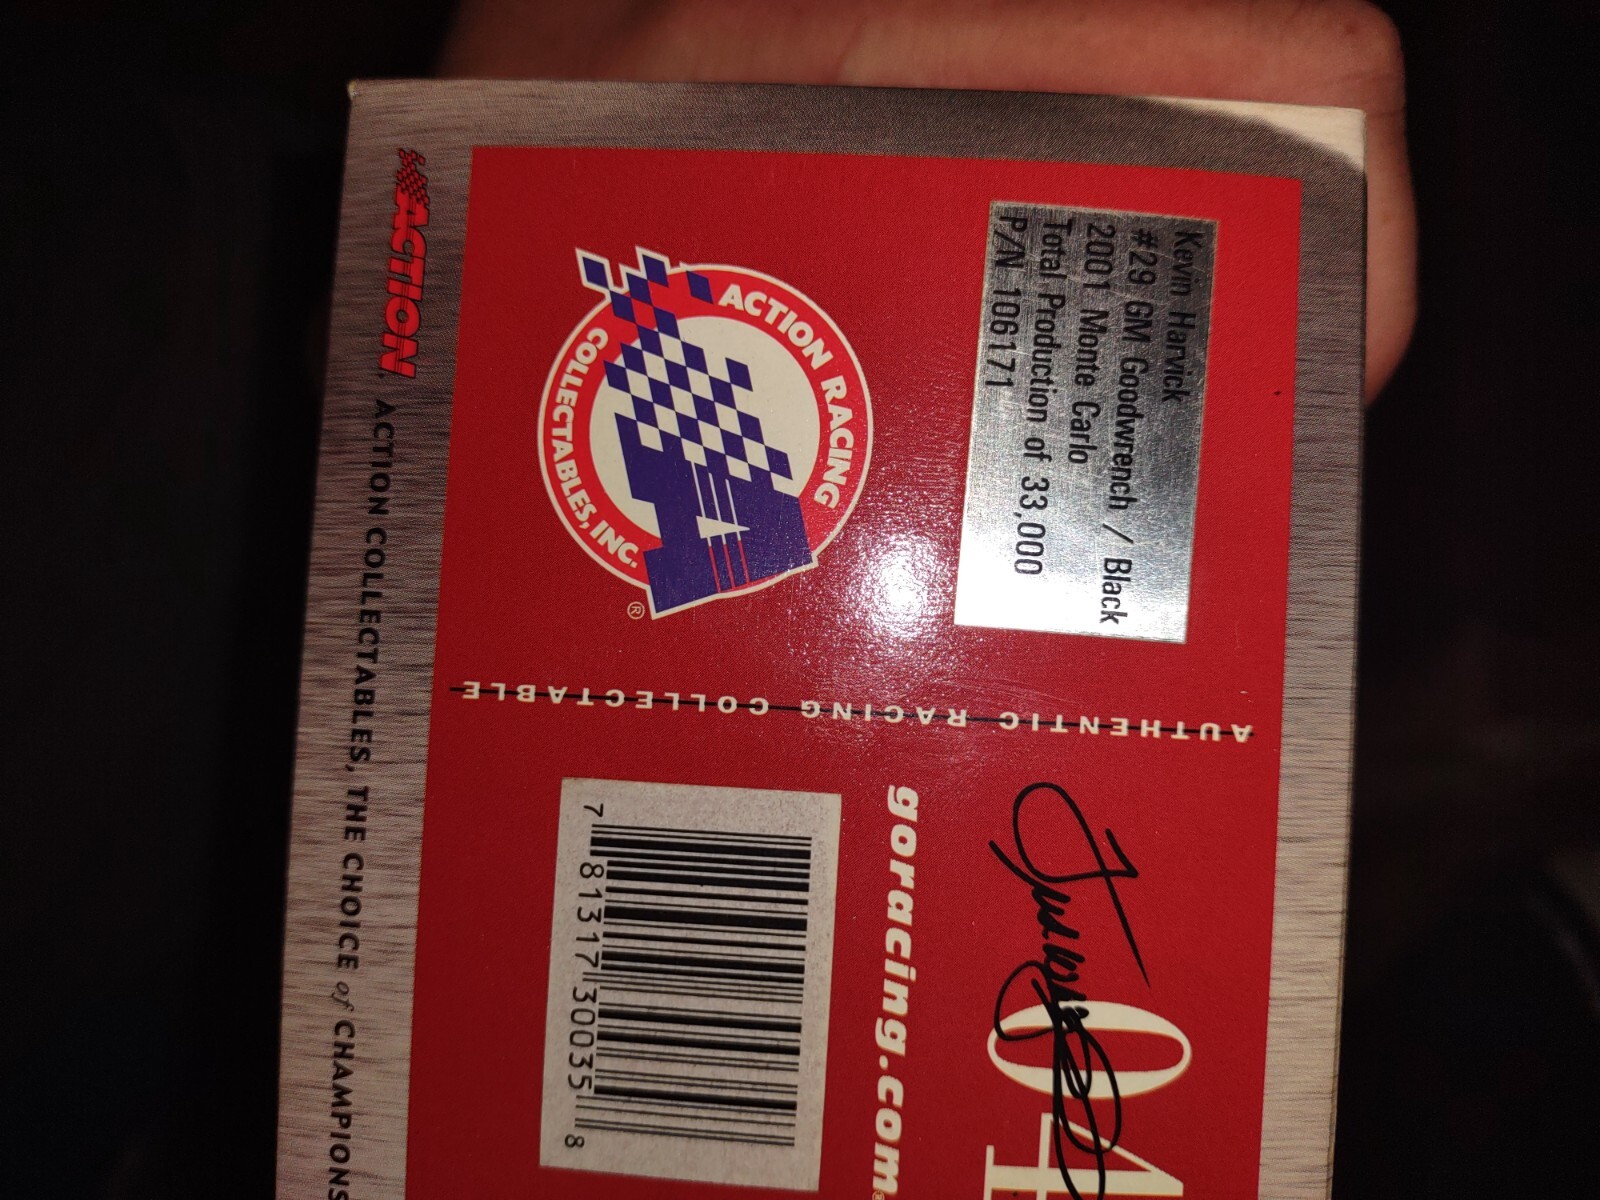 Kevin Harvick
#29 GM Goodwrench / Black
2001 Monte Carlo
Total Production of 33,000
P/N 106171
ACTION RACING
COLLECTABLES, INC.
®
AUTHENTIC RACING COLLECTABLE
04
goracing.com®
7 81317 30035 8
ACTION. ACTION COLLECTABLES, THE CHOICE of CHAMPIONS